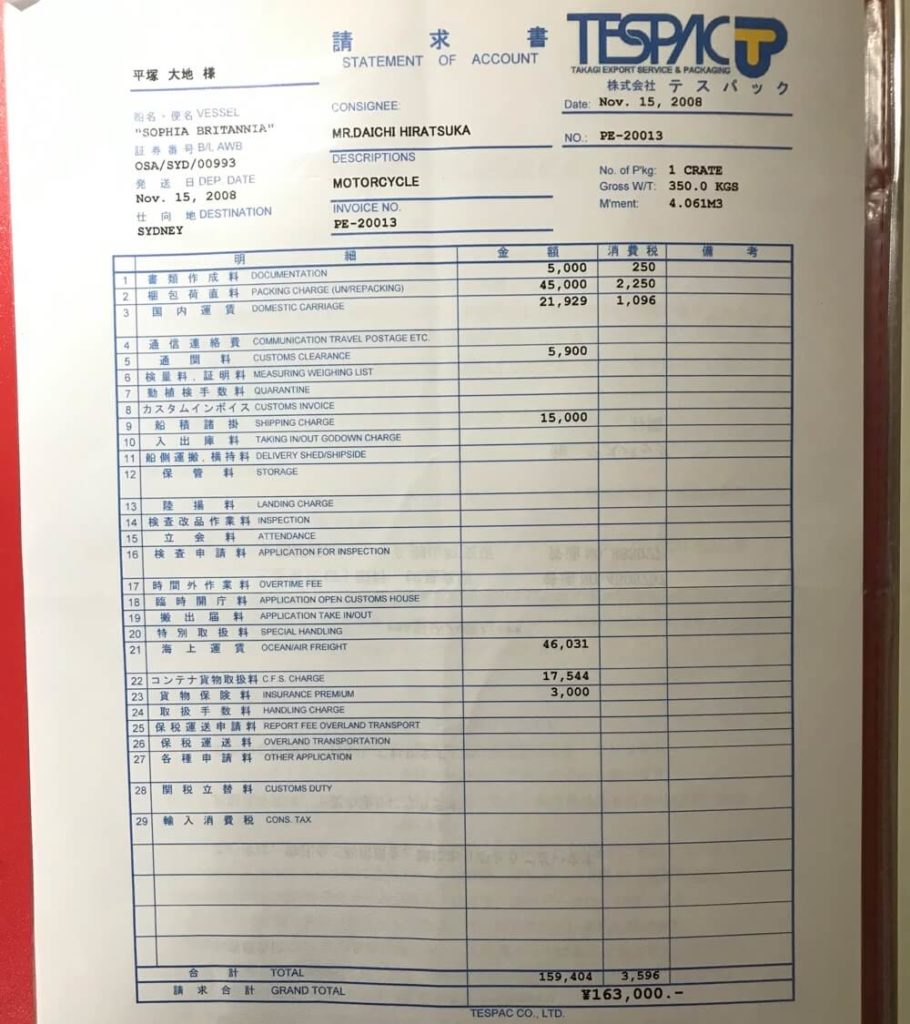 請求書
STATEMENT OF ACCOUNT
TESPAC
TAKAGI EXPORT SERVICE & PACKAGING
株式会社 テスパック
平塚 大地 様
Date: Nov. 15, 2008
船名・便名 VESSEL
"SOPHIA BRITANNIA"
CONSIGNEE:
MR.DAICHI HIRATSUKA
NO.: PE-20013
証券番号 B/L AWB
OSA/SYD/00993
DESCRIPTIONS
MOTORCYCLE
No. of P'kg: 1 CRATE
Gross W/T: 350.0 KGS
M'ment: 4.061M3
発送日 DEP. DATE
Nov. 15, 2008
INVOICE NO.
PE-20013
仕向地 DESTINATION
SYDNEY
明細 金額 消費税 備考
1 書類作成料 DOCUMENTATION 5,000 250
2 梱包荷直料 PACKING CHARGE (UN/REPACKING) 45,000 2,250
3 国内運賃 DOMESTIC CARRIAGE 21,929 1,096
4 通信連絡費 COMMUNICATION TRAVEL POSTAGE ETC.
5 通関料 CUSTOMS CLEARANCE 5,900
6 検量料．証明料 MEASURING WEIGHING LIST
7 動植検手数料 QUARANTINE
8 カスタムインボイス CUSTOMS INVOICE
9 船積諸掛 SHIPPING CHARGE 15,000
10 入出庫料 TAKING IN/OUT GODOWN CHARGE
11 船側運搬．横持料 DELIVERY SHED/SHIPSIDE
12 保管料 STORAGE
13 陸揚料 LANDING CHARGE
14 検査改品作業料 INSPECTION
15 立会料 ATTENDANCE
16 検査申請料 APPLICATION FOR INSPECTION
17 時間外作業料 OVERTIME FEE
18 臨時開庁料 APPLICATION OPEN CUSTOMS HOUSE
19 搬出届料 APPLICATION TAKE IN/OUT
20 特別取扱料 SPECIAL HANDLING
21 海上運賃 OCEAN/AIR FREIGHT 46,031
22 コンテナ貨物取扱料 C.F.S. CHARGE 17,544
23 貨物保険料 INSURANCE PREMIUM 3,000
24 取扱手数料 HANDLING CHARGE
25 保税運送申請料 REPORT FEE OVERLAND TRANSPORT
26 保税運送料 OVERLAND TRANSPORTATION
27 各種申請料 OTHER APPLICATION
28 関税立替料 CUSTOMS DUTY
29 輸入消費税 CONS. TAX
合計 TOTAL 159,404 3,596
請求合計 GRAND TOTAL ¥163,000.-
TESPAC CO., LTD.